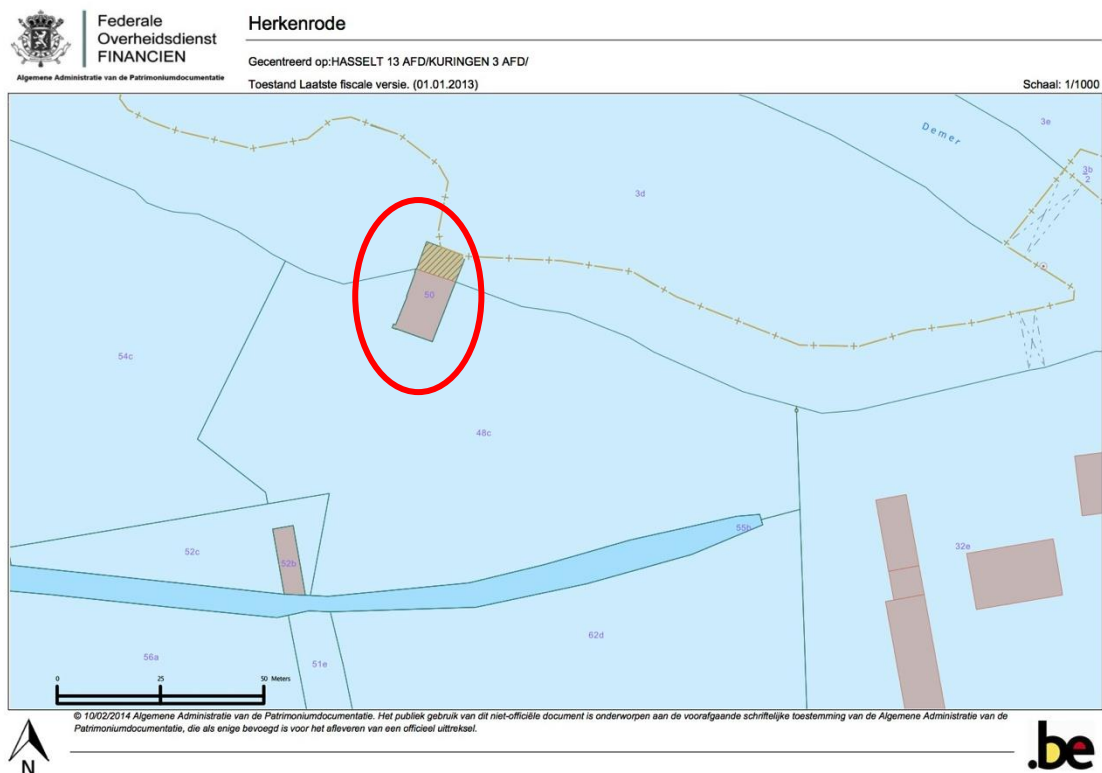 Federale
Overheidsdienst
FINANCIEN
Algemene Administratie van de Patrimoniumdocumentatie
Herkenrode
Gecentreerd op:HASSELT 13 AFD/KURINGEN 3 AFD/
Toestand Laatste fiscale versie. (01.01.2013)
Schaal: 1/1000
Demer
3e
3b
2
3d
50
54c
48c
55b
52c
52b
32e
62d
56a
51e
0 25 50 Meters
© 10/02/2014 Algemene Administratie van de Patrimoniumdocumentatie. Het publiek gebruik van dit niet-officiële document is onderworpen aan de voorafgaande schriftelijke toestemming van de Algemene Administratie van de
Patrimoniumdocumentatie, die als enige bevoegd is voor het afleveren van een officieel uittreksel.
N
.be